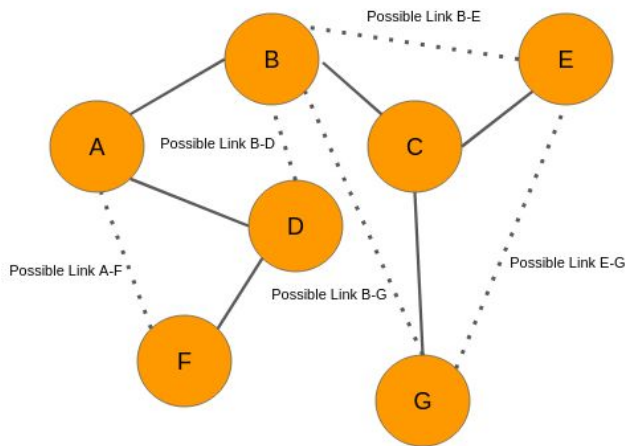 Possible Link B-E
B
E
A
Possible Link B-D
C
D
Possible Link A-F
Possible Link E-G
Possible Link B-G
F
G